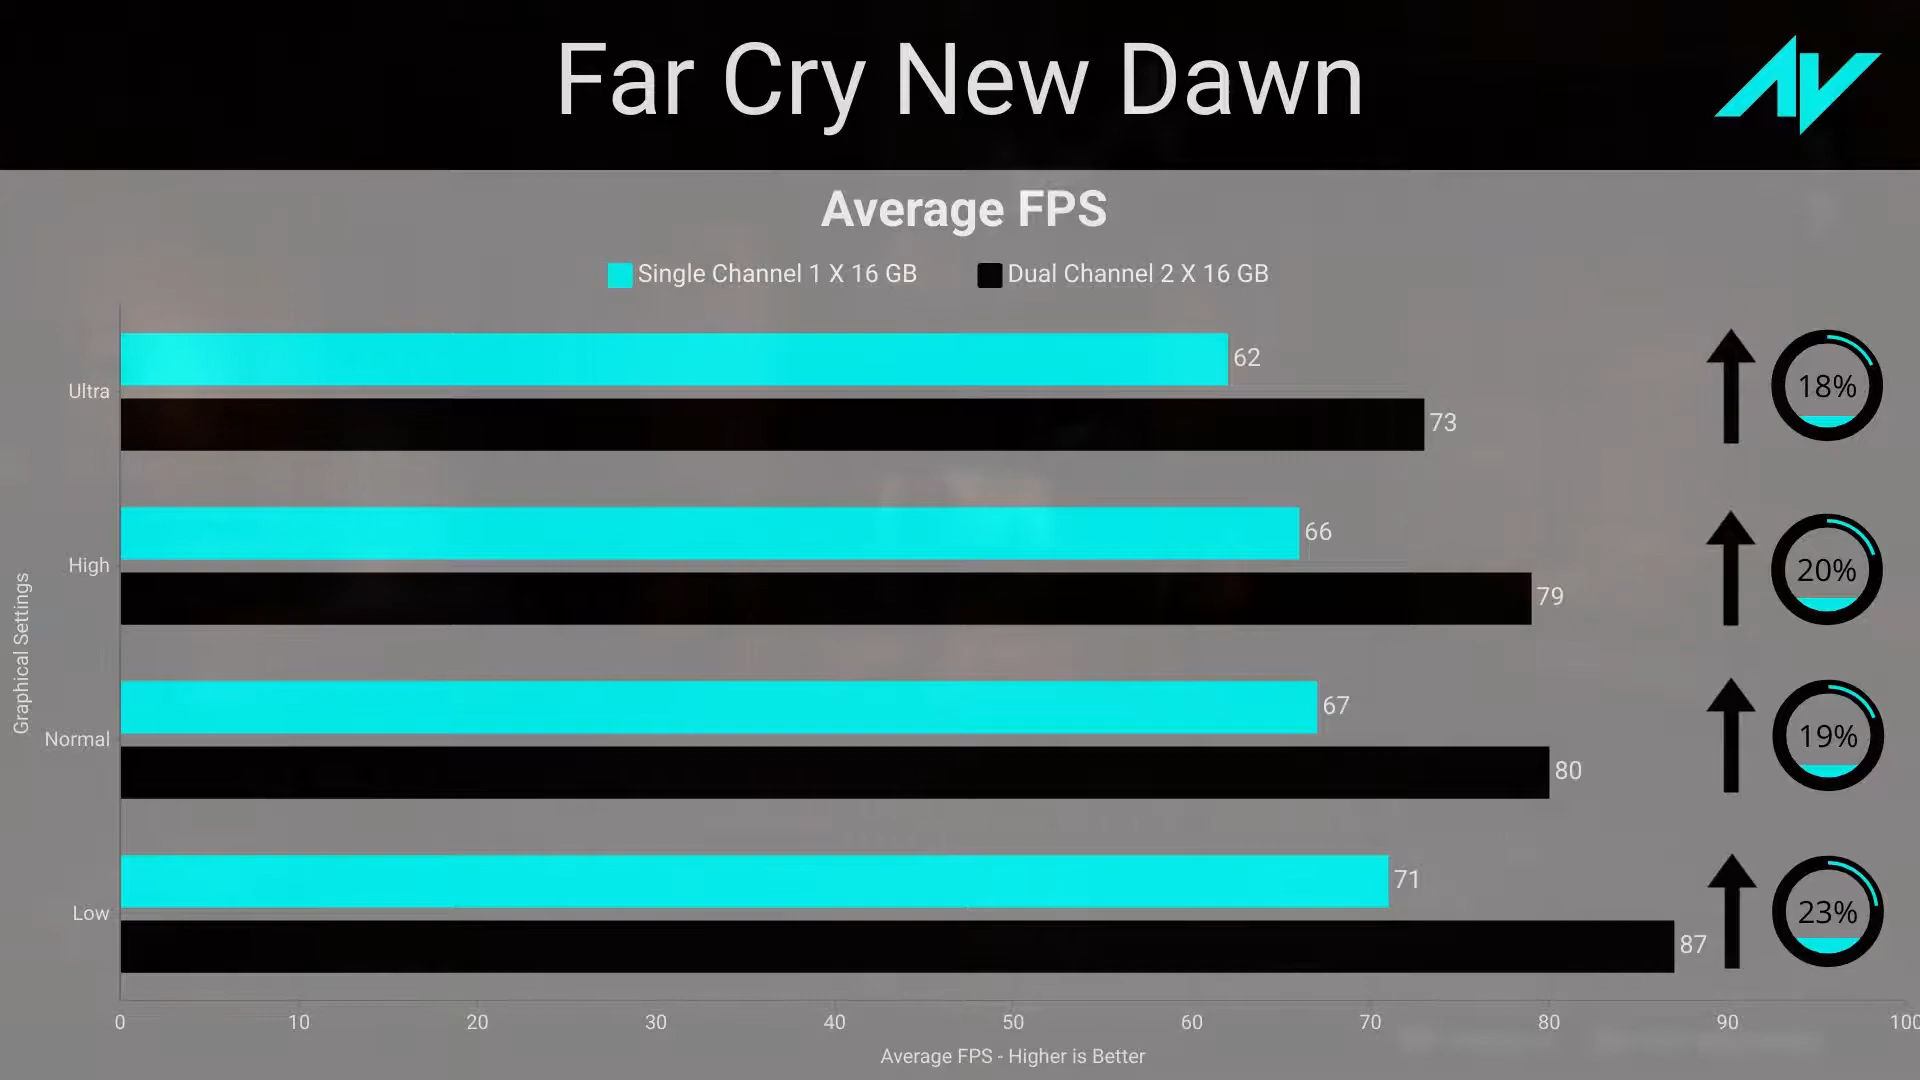 Far Cry New Dawn
Average FPS
Single Channel 1 X 16 GB
Dual Channel 2 X 16 GB
Graphical Setings
Ultra
62
73
18%
High
66
79
20%
Normal
67
80
19%
Low
71
87
23%
0 10 20 30 40 50 60 70 80 90 100
Average FPS - Higher is Better